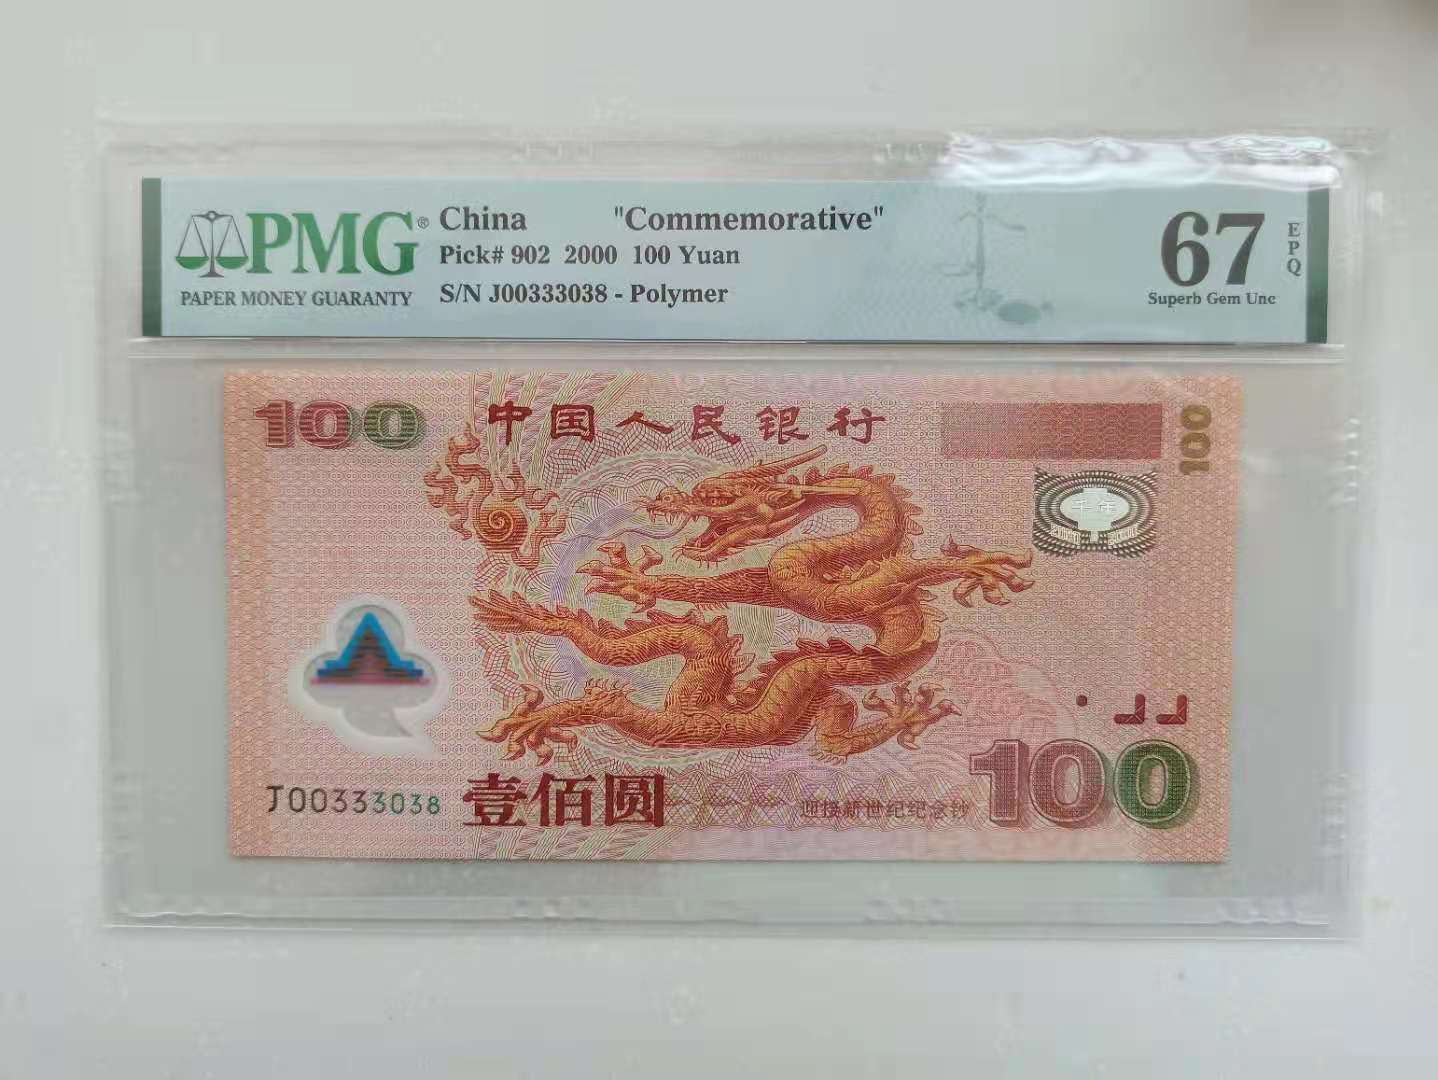 PMG®
PAPER MONEY GUARANTY
China "Commemorative"
Pick# 902 2000 100 Yuan
S/N J00333038 - Polymer
67
EPQ
Superb Gem Unc
100
中国人民银行
100
千年
J00333038
壹佰圆
迎接新世纪纪念钞
100